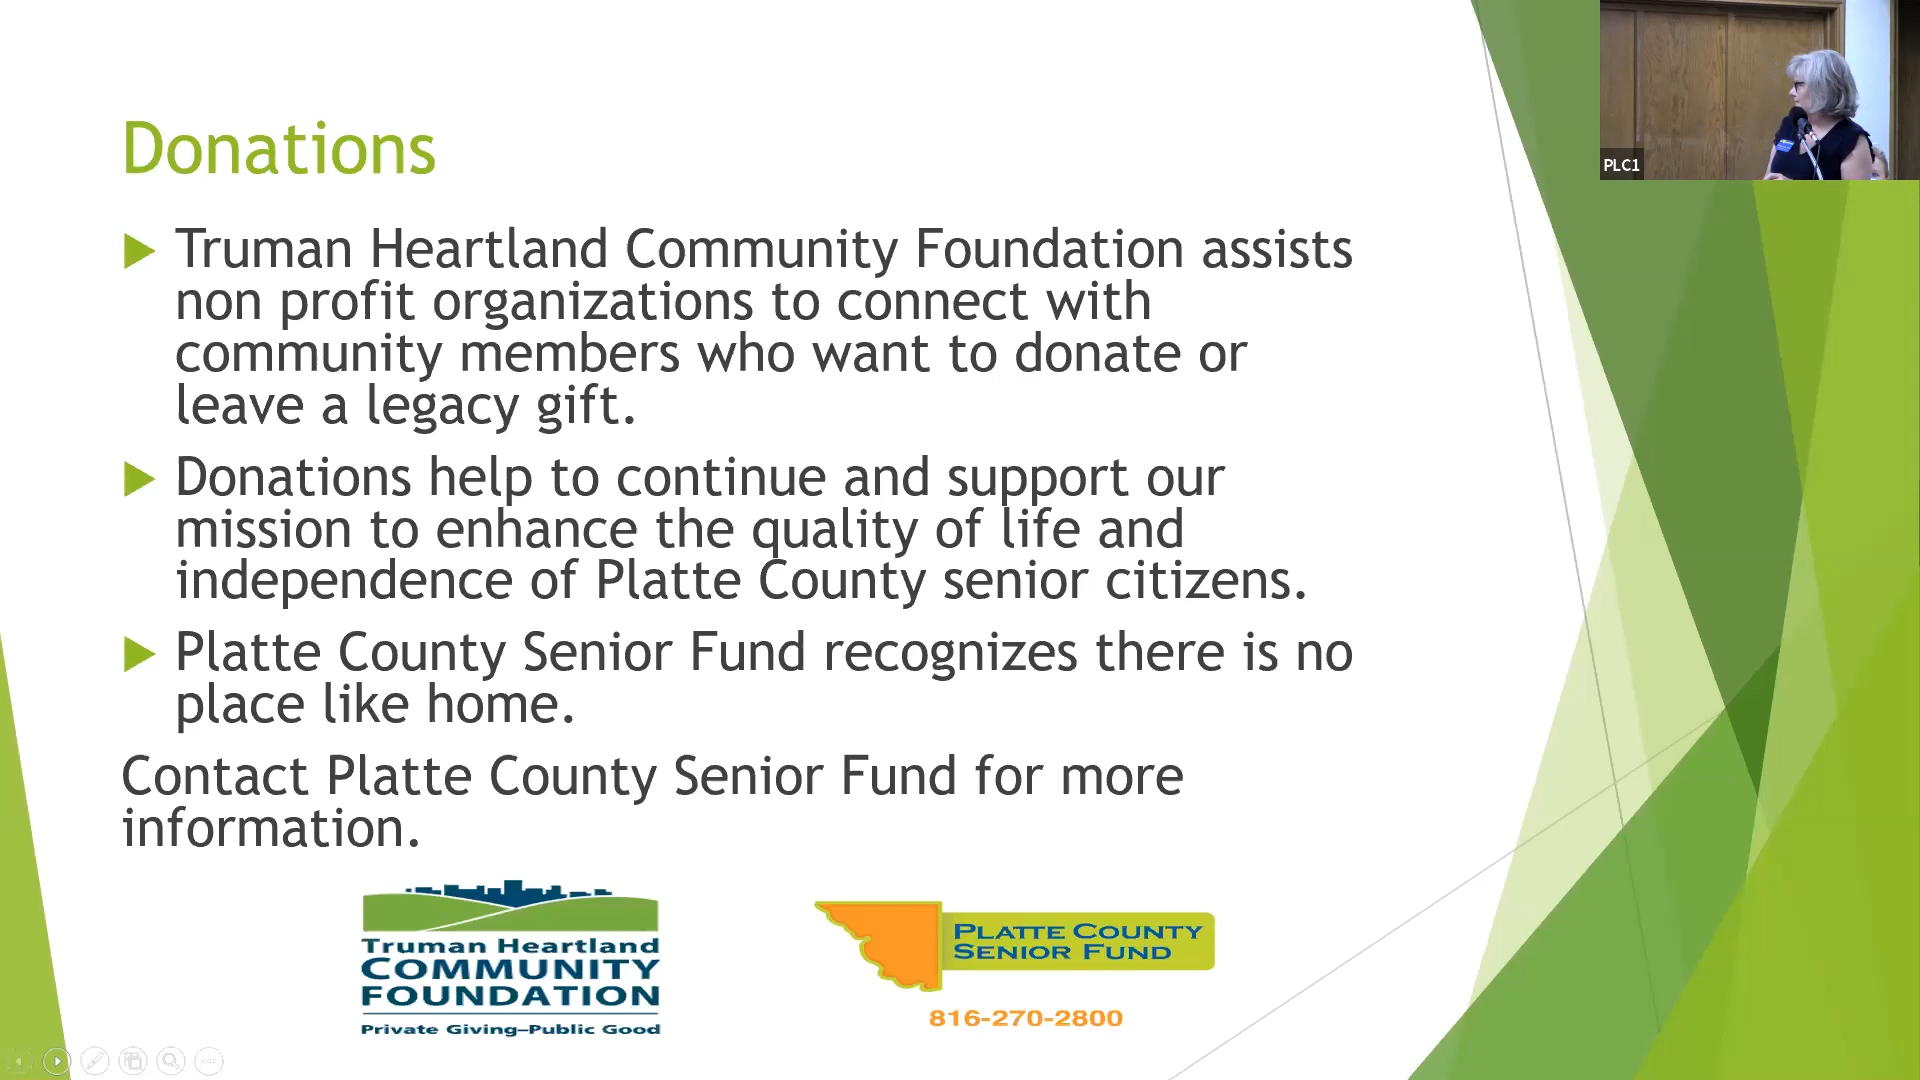 Donations
Truman Heartland Community Foundation assists
non profit organizations to connect with
community members who want to donate or
leave a legacy gift.
Donations help to continue and support our
mission to enhance the quality of life and
independence of Platte County senior citizens.
Platte County Senior Fund recognizes there is no
place like home.
Contact Platte County Senior Fund for more
information.
Truman Heartland
COMMUNITY
FOUNDATION
Private Giving–Public Good
PLATTE COUNTY
SENIOR FUND
816-270-2800
PLC1